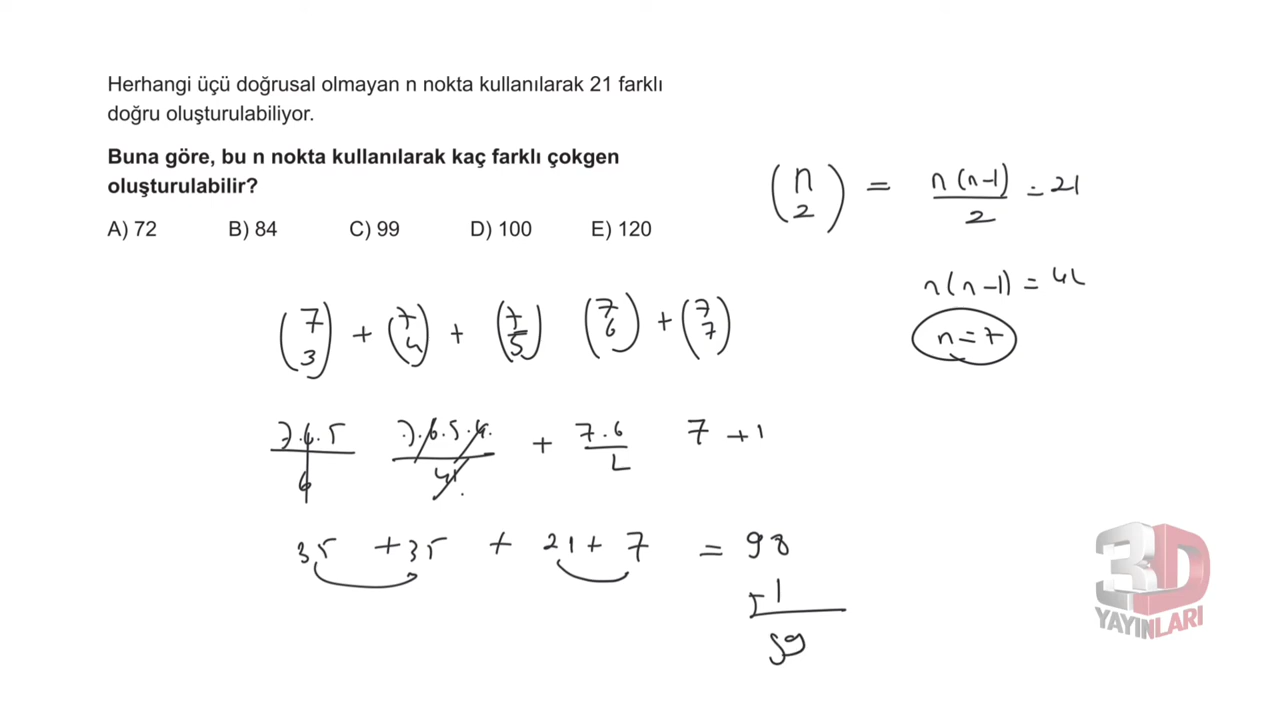 Herhangi üçü doğrusal olmayan n nokta kullanılarak 21 farklı
doğru oluşturulabiliyor.
Buna göre, bu n nokta kullanılarak kaç farklı çokgen
oluşturulabilir?
A) 72 B) 84 C) 99 D) 100 E) 120
(n 2) = n(n-1)/2 = 21
n(n-1) = 42
n=7
(7 3) + (7 4) + (7 5) (7 6) + (7 7)
7.6.5/6 7.6.5.4./4! + 7.6/2 7 +1
35 +35 + 21+ 7 = 98
+1
99
3D
YAYINLARI